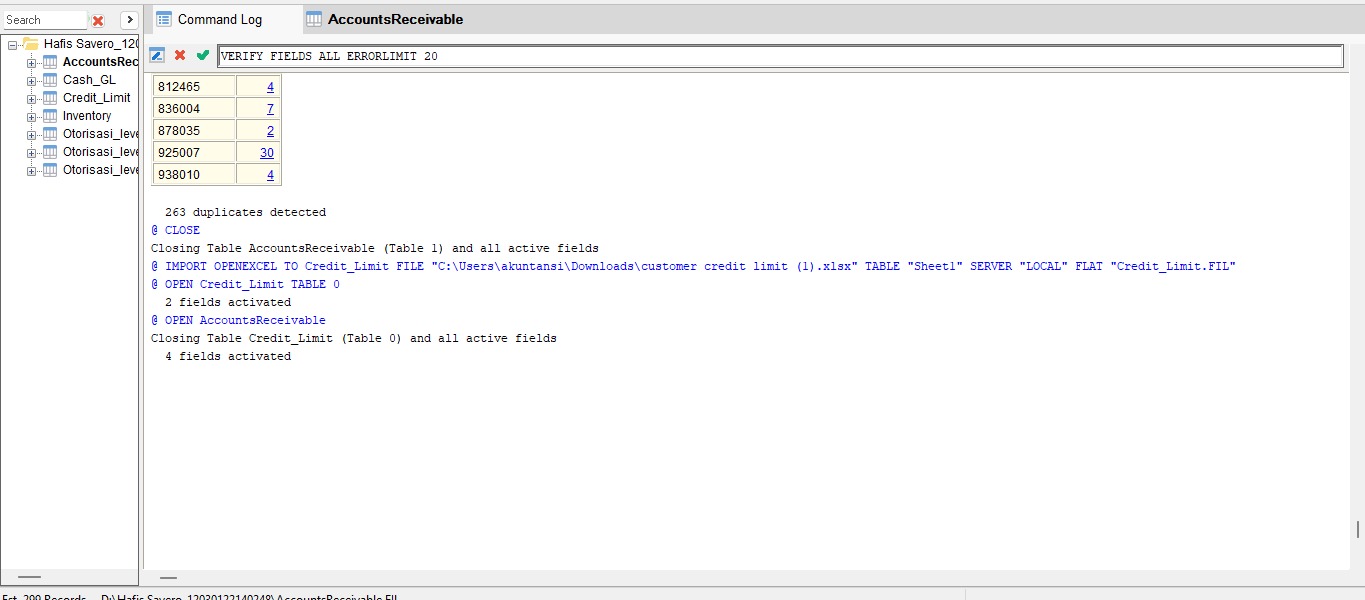 Search
Command Log
AccountsReceivable
VERIFY FIELDS ALL ERRORLIMIT 20
Hafis Savero_120
AccountsRec
Cash_GL
Credit_Limit
Inventory
Otorisasi_leve
Otorisasi_leve
Otorisasi_leve
812465 4
836004 7
878035 2
925007 30
938010 4
263 duplicates detected
@ CLOSE
Closing Table AccountsReceivable (Table 1) and all active fields
@ IMPORT OPENEXCEL TO Credit_Limit FILE "C:\Users\akuntansi\Downloads\customer credit limit (1).xlsx" TABLE "Sheet1" SERVER "LOCAL" FLAT "Credit_Limit.FIL"
@ OPEN Credit_Limit TABLE 0
2 fields activated
@ OPEN AccountsReceivable
Closing Table Credit_Limit (Table 0) and all active fields
4 fields activated
Est. 299 Records D:\Hafis Savero_12030122140248\AccountsReceivable.FIL